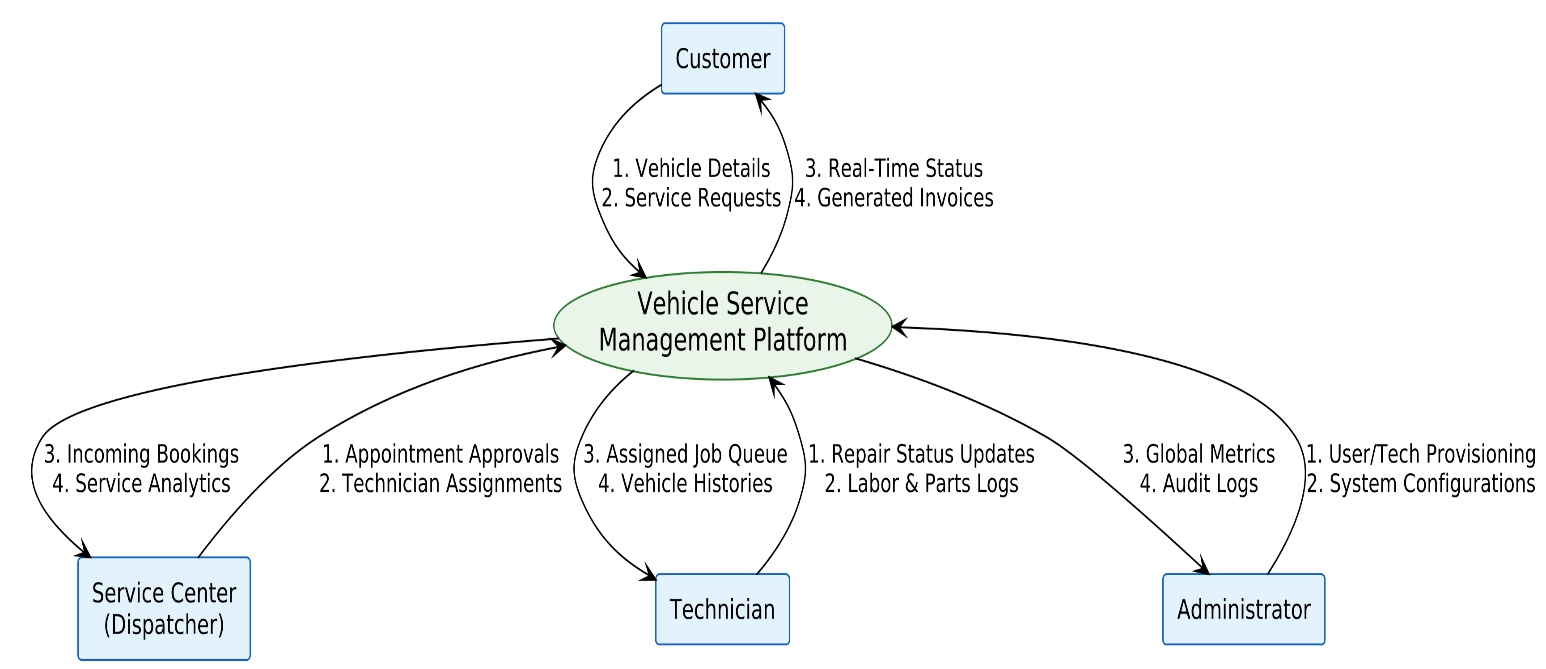 Customer
1. Vehicle Details
2. Service Requests
3. Real-Time Status
4. Generated Invoices
Vehicle Service
Management Platform
3. Incoming Bookings
4. Service Analytics
1. Appointment Approvals
2. Technician Assignments
3. Assigned Job Queue
4. Vehicle Histories
1. Repair Status Updates
2. Labor & Parts Logs
3. Global Metrics
4. Audit Logs
1. User/Tech Provisioning
2. System Configurations
Service Center
(Dispatcher)
Technician
Administrator